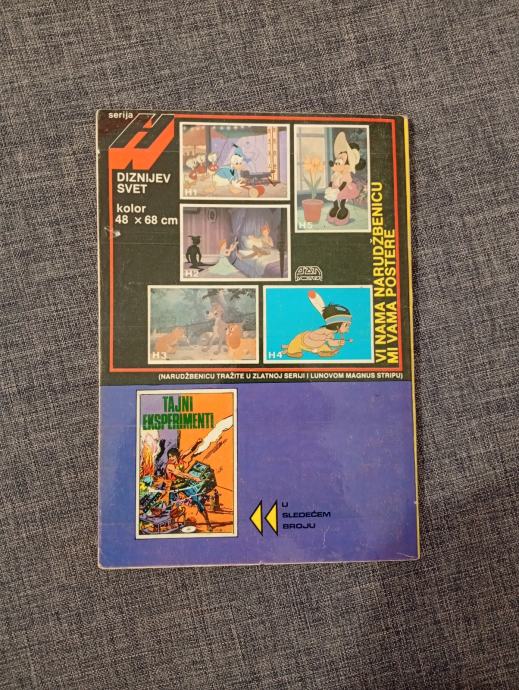 serija
H
DIZNIJEV
SVET
kolor
48 × 68 cm
H1
H5
H2
H3
H4
VI NAMA NARUDŽBENICU
MI VAMA POSTERE
(NARUDŽBENICU TRAŽITE U ZLATNOJ SERIJI I LUNOVOM MAGNUS STRIPU)
TAJNI
EKSPERIMENTI
U
SLEDEĆEM
BROJU